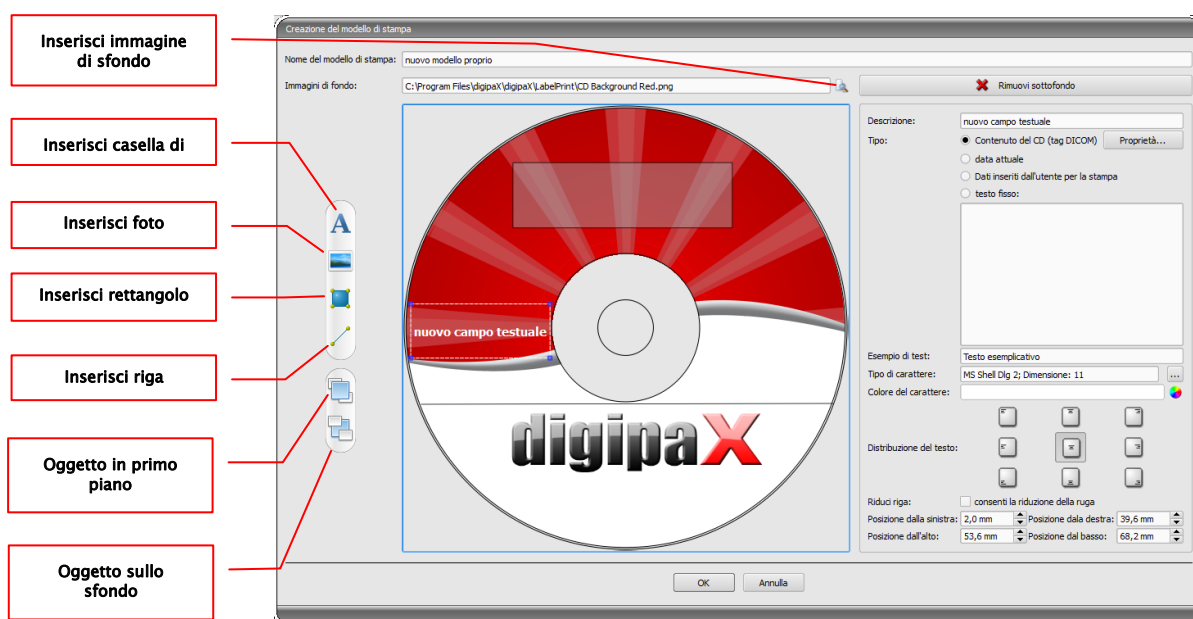 Inserisci immagine
di sfondo
Inserisci casella di
Inserisci foto
Inserisci rettangolo
Inserisci riga
Oggetto in primo
piano
Oggetto sullo
sfondo
Creazione del modello di stampa
Nome del modello di stampa: nuovo modello proprio
Immagini di fondo: C:\Program Files\digipaX\digipaX\LabelPrint\CD Background Red.png
Rimuovi sottofondo
A
nuovo campo testuale
digipaX
Descrizione: nuovo campo testuale
Tipo: Contenuto del CD (tag DICOM) Proprietà...
data attuale
Dati inseriti dall'utente per la stampa
testo fisso:
Esempio di test: Testo esemplicativo
Tipo di carattere: MS Shell Dlg 2; Dimensione: 11 ...
Colore del carattere:
Distribuzione del testo:
Riduci riga: consenti la riduzione della ruga
Posizione dalla sinistra: 2,0 mm Posizione dala destra: 39,6 mm
Posizione dall'alto: 53,6 mm Posizione dal basso: 68,2 mm
OK Annulla